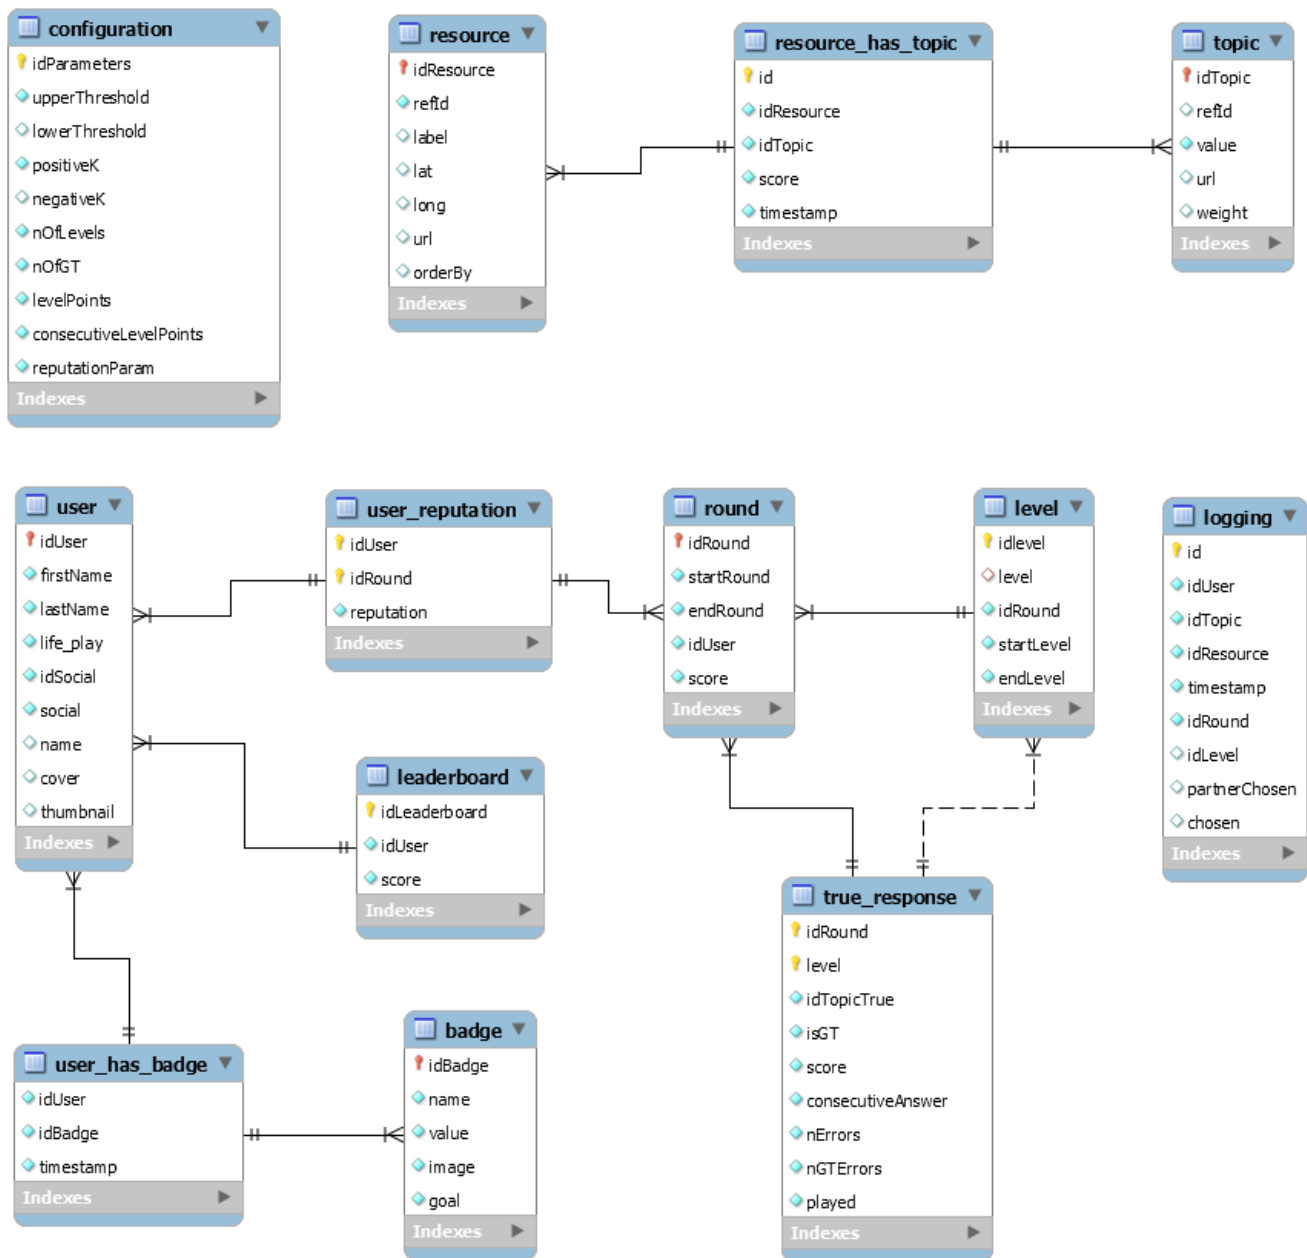 configuration
idParameters
upperThreshold
lowerThreshold
positiveK
negativeK
nOfLevels
nOfGT
levelPoints
consecutiveLevelPoints
reputationParam
Indexes
resource
idResource
refId
label
lat
long
url
orderBy
Indexes
resource_has_topic
id
idResource
idTopic
score
timestamp
Indexes
topic
idTopic
refId
value
url
weight
Indexes
user
idUser
firstName
lastName
life_play
idSocial
social
name
cover
thumbnail
Indexes
user_reputation
idUser
idRound
reputation
Indexes
round
idRound
startRound
endRound
idUser
score
Indexes
level
idlevel
level
idRound
startLevel
endLevel
Indexes
logging
id
idUser
idTopic
idResource
timestamp
idRound
idLevel
partnerChosen
chosen
Indexes
leaderboard
idLeaderboard
idUser
score
Indexes
true_response
idRound
level
idTopicTrue
isGT
score
consecutiveAnswer
nErrors
nGTErrors
played
Indexes
user_has_badge
idUser
idBadge
timestamp
Indexes
badge
idBadge
name
value
image
goal
Indexes